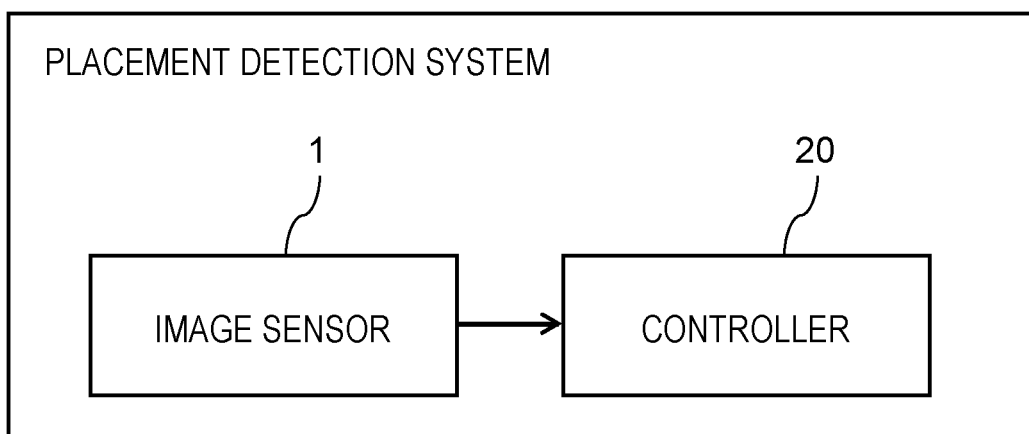 PLACEMENT DETECTION SYSTEM
1
20
IMAGE SENSOR
CONTROLLER